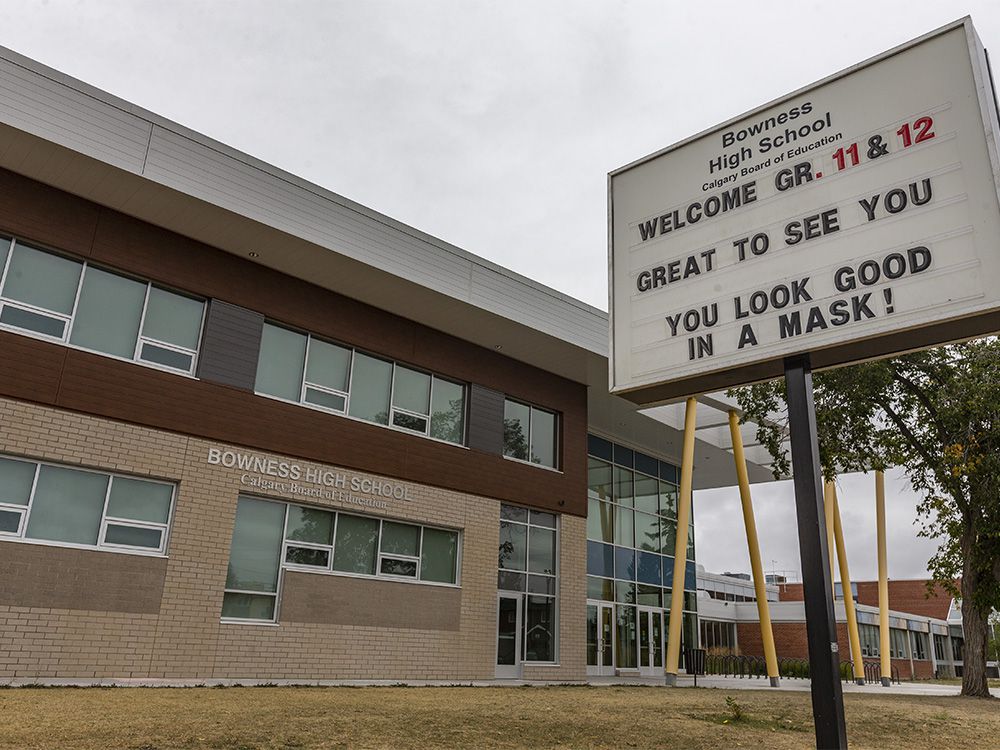 Bowness
High School
Calgary Board of Education
WELCOME GR. 11 & 12
GREAT TO SEE YOU
YOU LOOK GOOD
IN A MASK!
BOWNESS HIGH SCHOOL
Calgary Board of Education